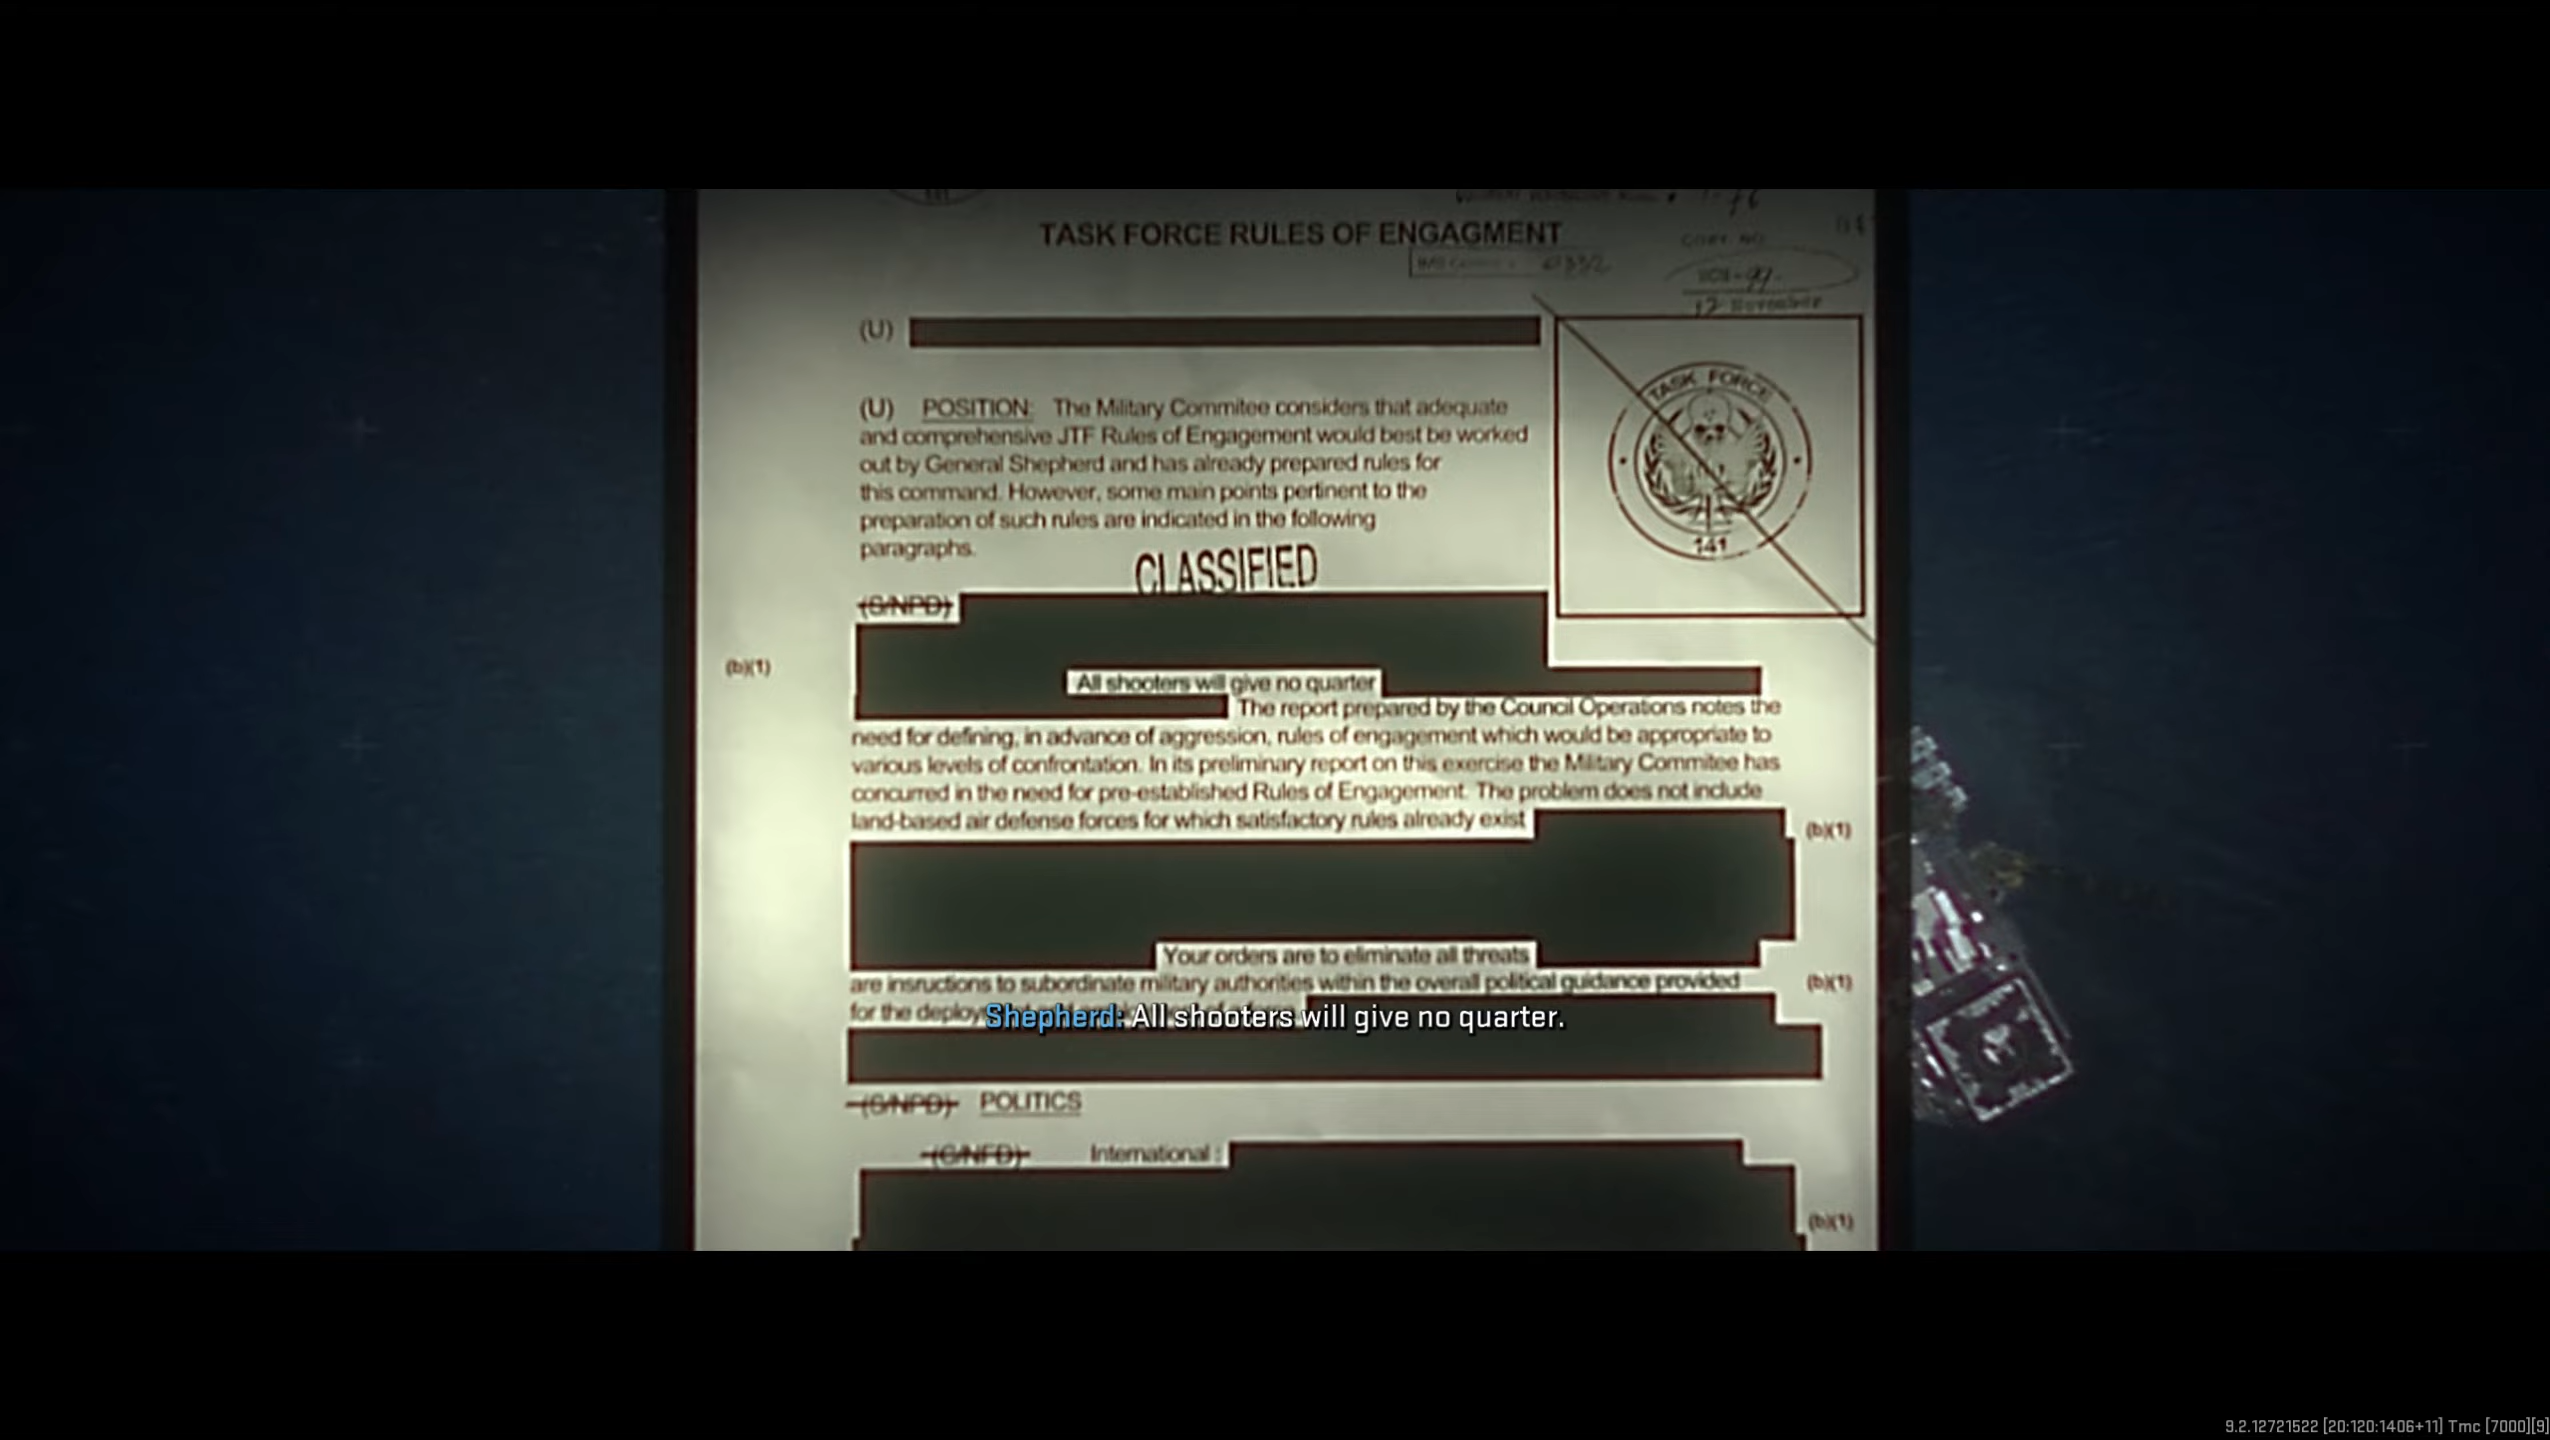 TASK FORCE RULES OF ENGAGMENT
COPY NO
(U)
TASK FORCE
141
(U) POSITION: The Military Commitee considers that adequate
and comprehensive JTF Rules of Engagement would best be worked
out by General Shepherd and has already prepared rules for
this command. However, some main points pertinent to the
preparation of such rules are indicated in the following
paragraphs.
CLASSIFIED
(S/NPD)
(b)(1)
All shooters will give no quarter
The report prepared by the Council Operations notes the
need for defining, in advance of aggression, rules of engagement which would be appropriate to
various levels of confrontation. In its preliminary report on this exercise the Military Commitee has
concurred in the need for pre-established Rules of Engagement. The problem does not include
land-based air defense forces for which satisfactory rules already exist
(b)(1)
Your orders are to eliminate all threats
are insructions to subordinate military authorities within the overall political guidance provided
(b)(1)
for the deploy
Shepherd: All shooters will give no quarter.
(S/NPD) POLITICS
(S/NFD) International :
(b)(1)
9.2.12721522 [20:120:1406+11] Tmc [7000][9]